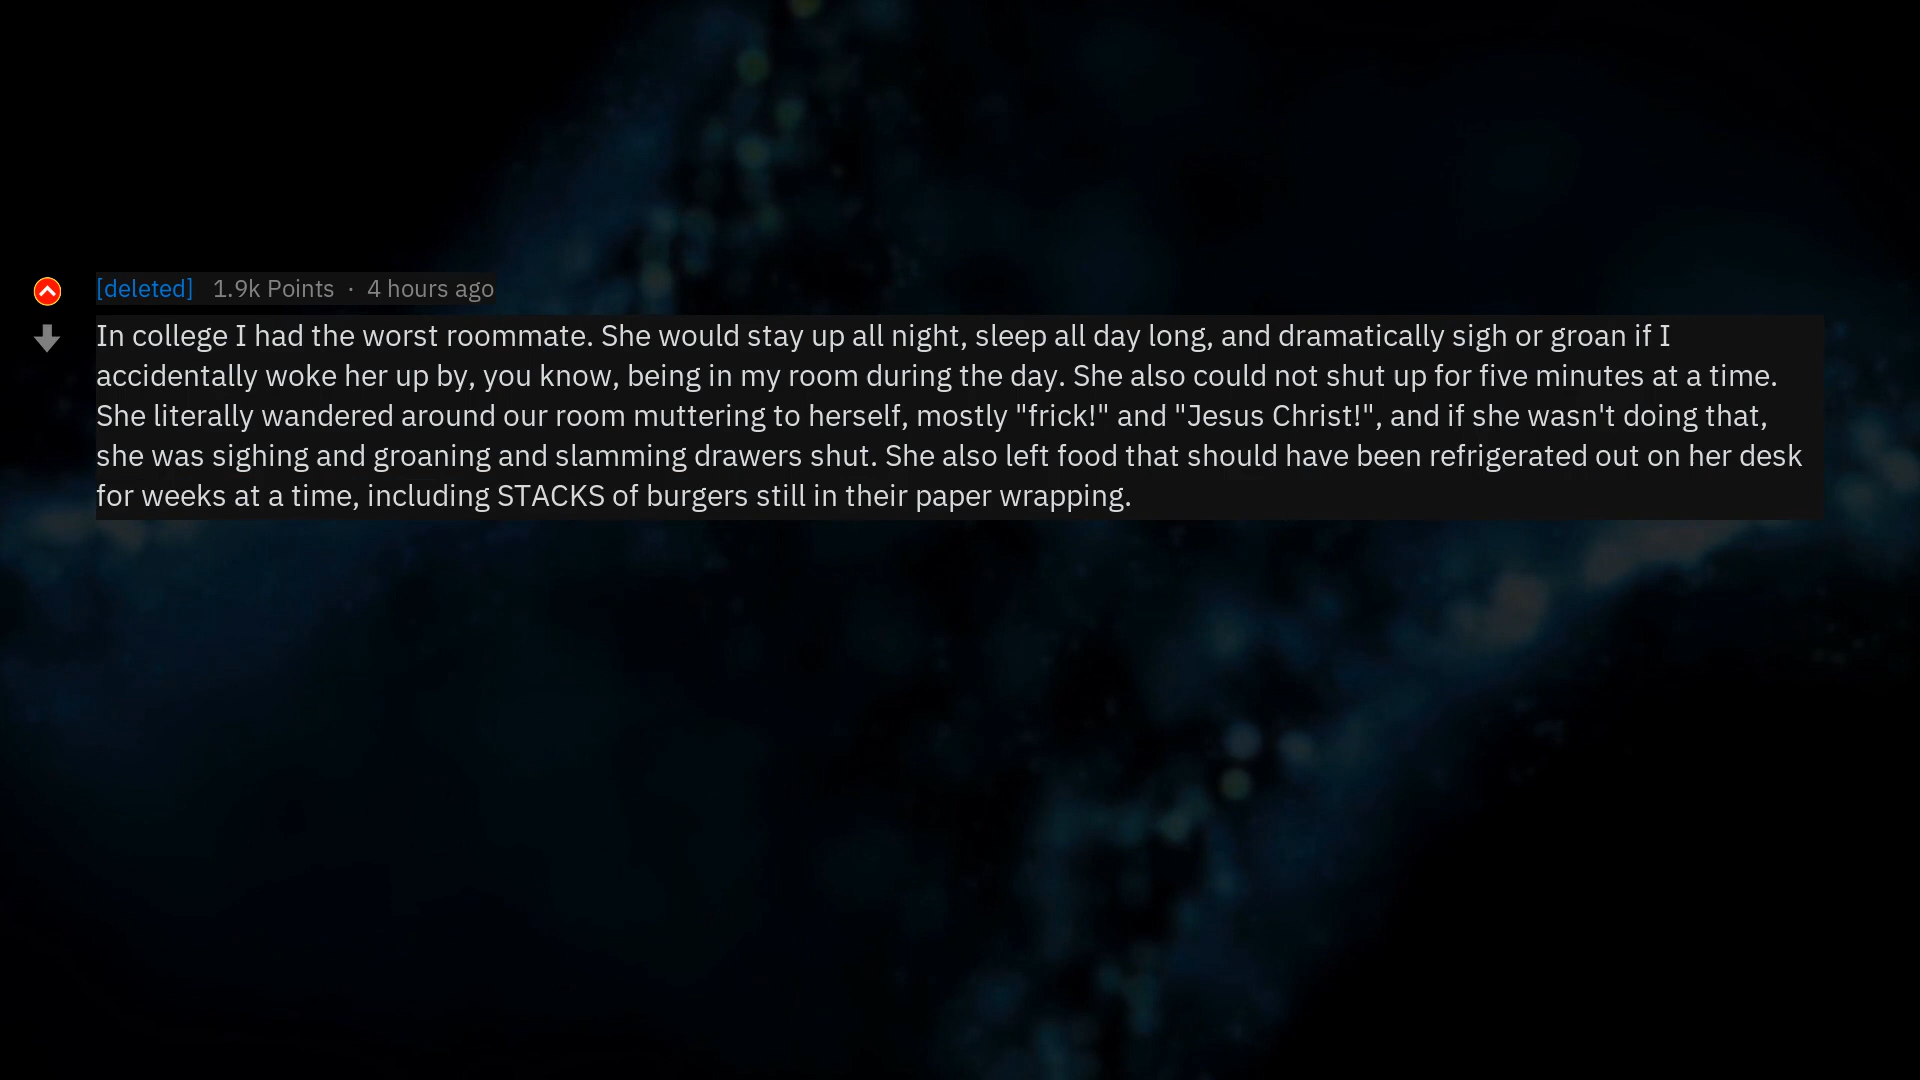 [deleted] 1.9k Points · 4 hours ago
In college I had the worst roommate. She would stay up all night, sleep all day long, and dramatically sigh or groan if I
accidentally woke her up by, you know, being in my room during the day. She also could not shut up for five minutes at a time.
She literally wandered around our room muttering to herself, mostly "frick!" and "Jesus Christ!", and if she wasn't doing that,
she was sighing and groaning and slamming drawers shut. She also left food that should have been refrigerated out on her desk
for weeks at a time, including STACKS of burgers still in their paper wrapping.